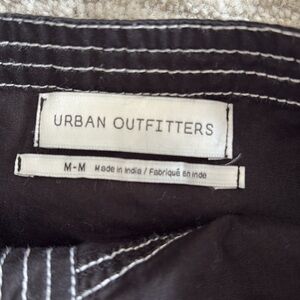 URBAN OUTFITTERS
M-M Made in India / Fabriqué en Inde